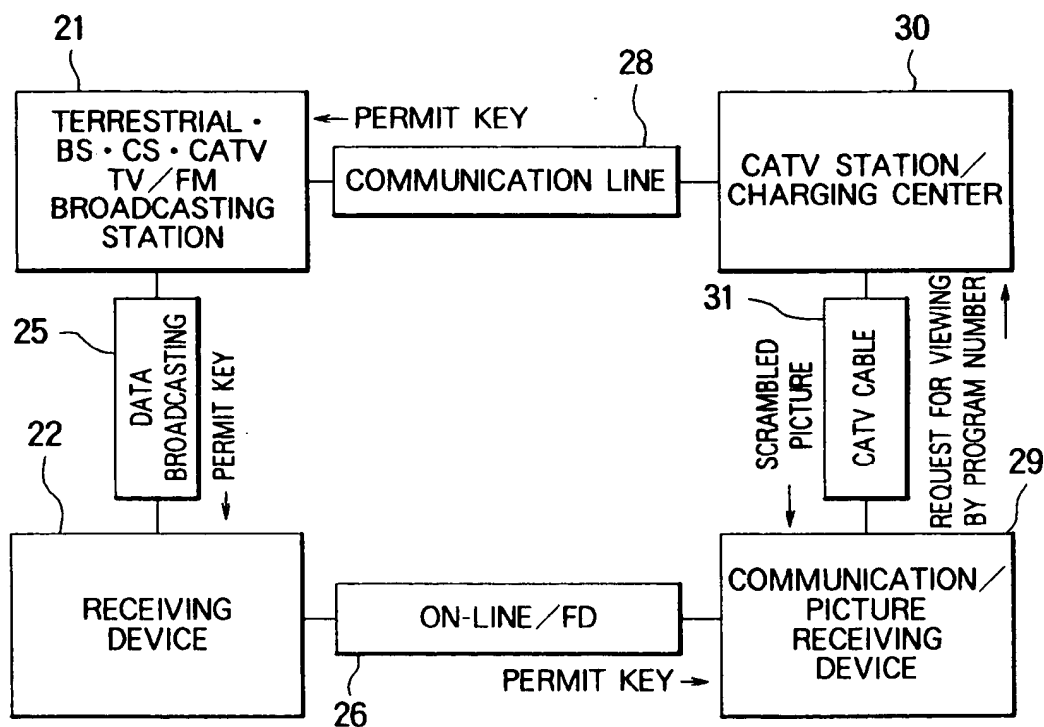 21
30
28
TERRESTRIAL・
BS・CS・CATV
TV/FM
BROADCASTING
STATION
←PERMIT KEY
COMMUNICATION LINE
CATV STATION/
CHARGING CENTER
25
DATA
BROADCASTING
PERMIT KEY
→
31
SCRAMBLED
PICTURE
→
CATV CABLE
REQUEST FOR VIEWING
BY PROGRAM NUMBER
→
22
29
RECEIVING
DEVICE
ON-LINE/FD
COMMUNICATION/
PICTURE
RECEIVING
DEVICE
PERMIT KEY→
26